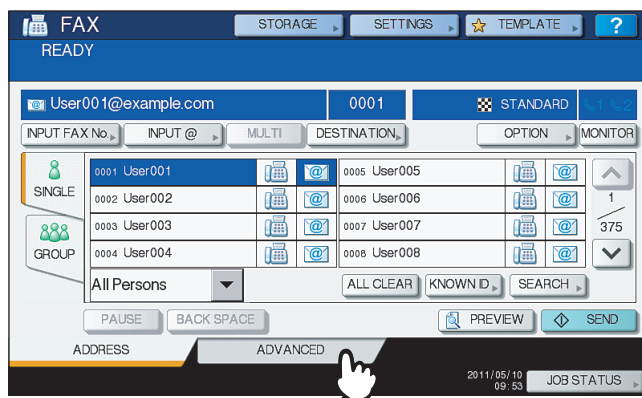 FAX STORAGE SETTINGS TEMPLATE ?
READY
User001@example.com 0001 STANDARD 1 2
INPUT FAX No. INPUT @ MULTI DESTINATION OPTION MONITOR
SINGLE
GROUP
0001 User001 @ 0005 User005 @
0002 User002 @ 0006 User006 @
0003 User003 @ 0007 User007 @
0004 User004 @ 0008 User008 @
1
375
All Persons ALL CLEAR KNOWN ID SEARCH
PAUSE BACK SPACE PREVIEW SEND
ADDRESS ADVANCED
2011/05/10
09:53
JOB STATUS